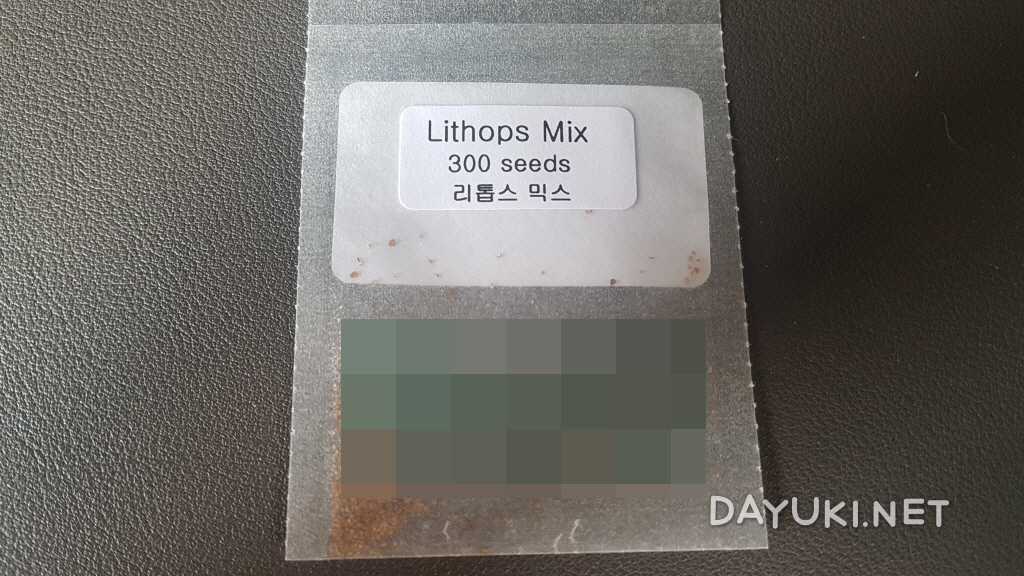 Lithops Mix
300 seeds
리톱스 믹스
DAYUKI.NET